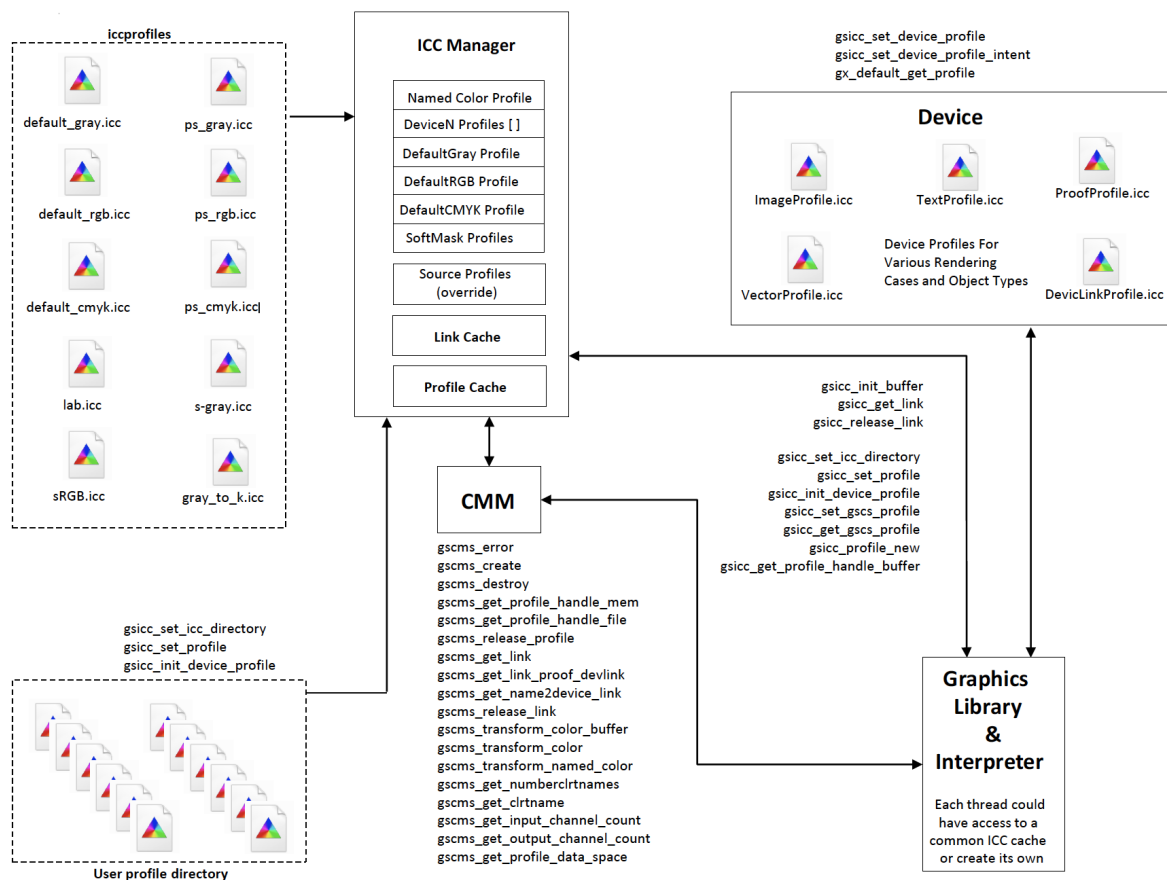 iccprofiles
default_gray.icc
ps_gray.icc
default_rgb.icc
ps_rgb.icc
default_cmyk.icc
ps_cmyk.icc
lab.icc
s-gray.icc
sRGB.icc
gray_to_k.icc
ICC Manager
Named Color Profile
DeviceN Profiles [ ]
DefaultGray Profile
DefaultRGB Profile
DefaultCMYK Profile
SoftMask Profiles
Source Profiles
(override)
Link Cache
Profile Cache
gsicc_set_device_profile
gsicc_set_device_profile_intent
gx_default_get_profile
Device
ImageProfile.icc
TextProfile.icc
ProofProfile.icc
VectorProfile.icc
Device Profiles For
Various Rendering
Cases and Object Types
DevicLinkProfile.icc
gsicc_init_buffer
gsicc_get_link
gsicc_release_link
gsicc_set_icc_directory
gsicc_set_profile
gsicc_init_device_profile
gsicc_set_gscs_profile
gsicc_get_gscs_profile
gsicc_profile_new
gsicc_get_profile_handle_buffer
CMM
gscms_error
gscms_create
gscms_destroy
gscms_get_profile_handle_mem
gscms_get_profile_handle_file
gscms_release_profile
gscms_get_link
gscms_get_link_proof_devlink
gscms_get_name2device_link
gscms_release_link
gscms_transform_color_buffer
gscms_transform_color
gscms_transform_named_color
gscms_get_numberclrtnames
gscms_get_clrtname
gscms_get_input_channel_count
gscms_get_output_channel_count
gscms_get_profile_data_space
gsicc_set_icc_directory
gsicc_set_profile
gsicc_init_device_profile
User profile directory
Graphics
Library
&
Interpreter
Each thread could
have access to a
common ICC cache
or create its own